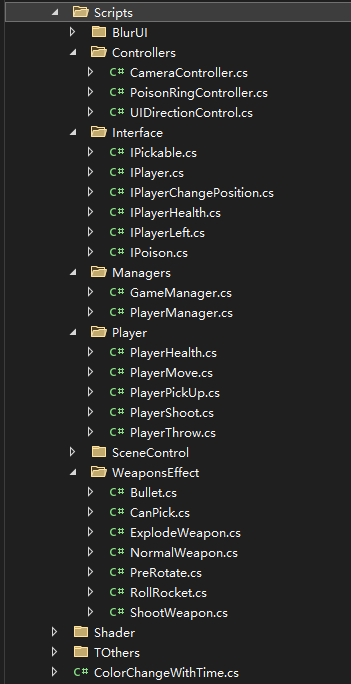 Scripts
BlurUI
Controllers
C# CameraController.cs
C# PoisonRingController.cs
C# UIDirectionControl.cs
Interface
C# IPickable.cs
C# IPlayer.cs
C# IPlayerChangePosition.cs
C# IPlayerHealth.cs
C# IPlayerLeft.cs
C# IPoison.cs
Managers
C# GameManager.cs
C# PlayerManager.cs
Player
C# PlayerHealth.cs
C# PlayerMove.cs
C# PlayerPickUp.cs
C# PlayerShoot.cs
C# PlayerThrow.cs
SceneControl
WeaponsEffect
C# Bullet.cs
C# CanPick.cs
C# ExplodeWeapon.cs
C# NormalWeapon.cs
C# PreRotate.cs
C# RollRocket.cs
C# ShootWeapon.cs
Shader
TOthers
C# ColorChangeWithTime.cs